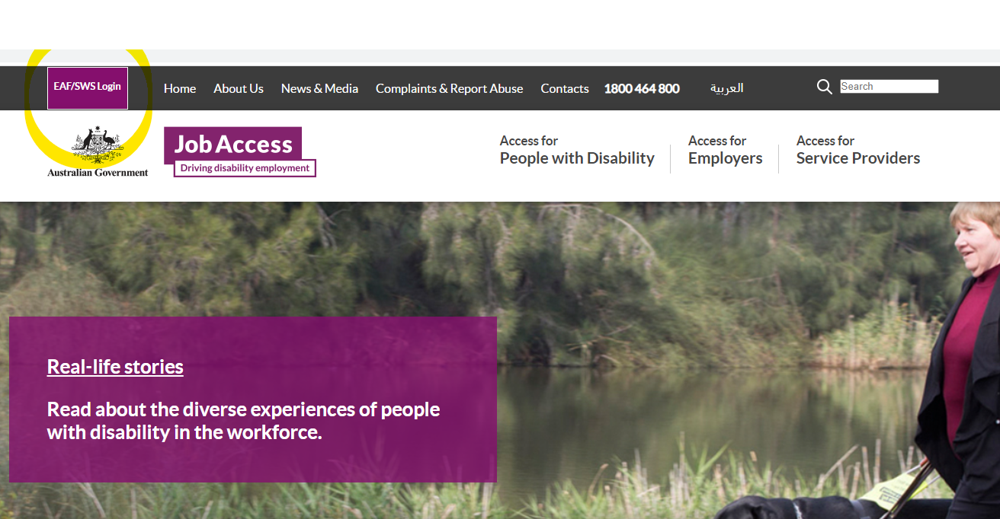 EAF/SWS Login
Home About Us News & Media Complaints & Report Abuse Contacts 1800 464 800 العربية Search
Australian Government
Job Access
Driving disability employment
Access for
People with Disability
Access for
Employers
Access for
Service Providers
Real-life stories
Read about the diverse experiences of people
with disability in the workforce.